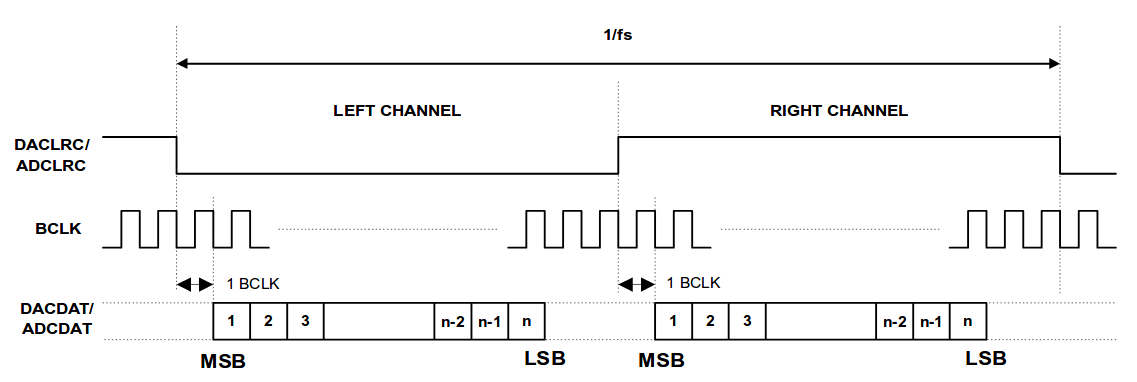 1/fs
LEFT CHANNEL
RIGHT CHANNEL
DACLRC/
ADCLRC
BCLK
1 BCLK
1 BCLK
DACDAT/
ADCDAT
1 2 3 n-2 n-1 n
1 2 3 n-2 n-1 n
MSB
LSB
MSB
LSB